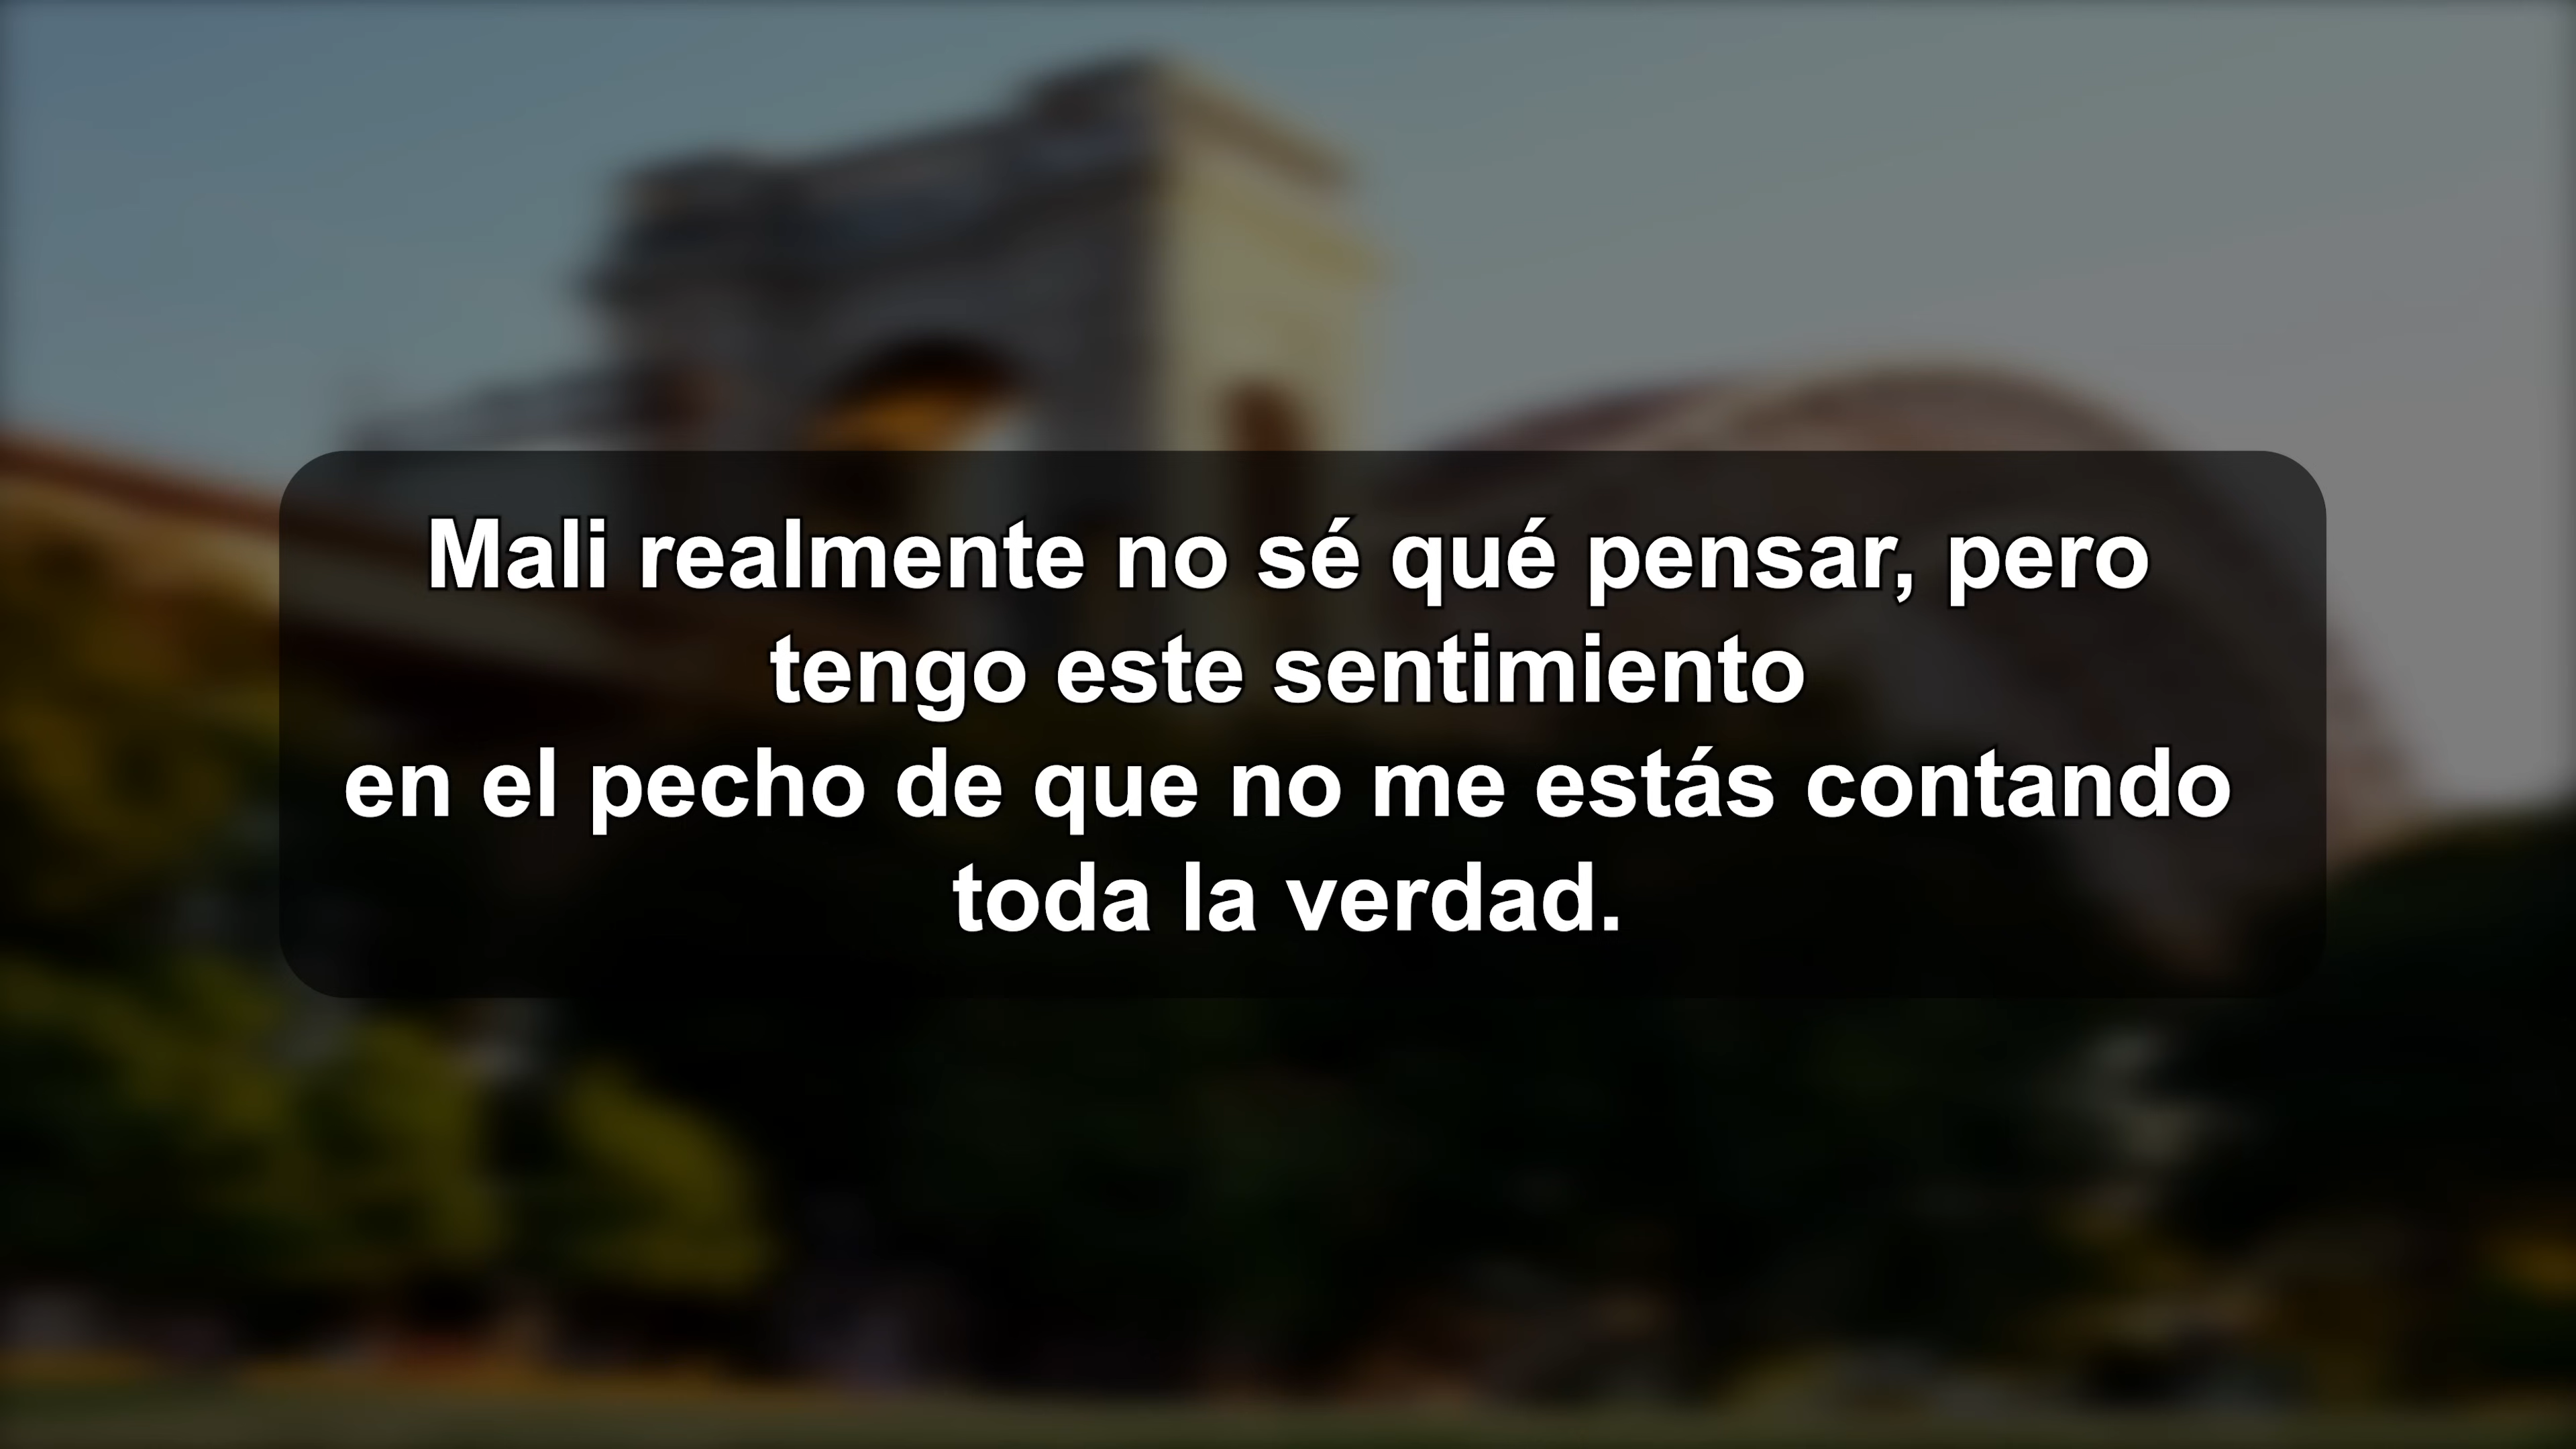 Mali realmente no sé qué pensar, pero
tengo este sentimiento
en el pecho de que no me estás contando
toda la verdad.